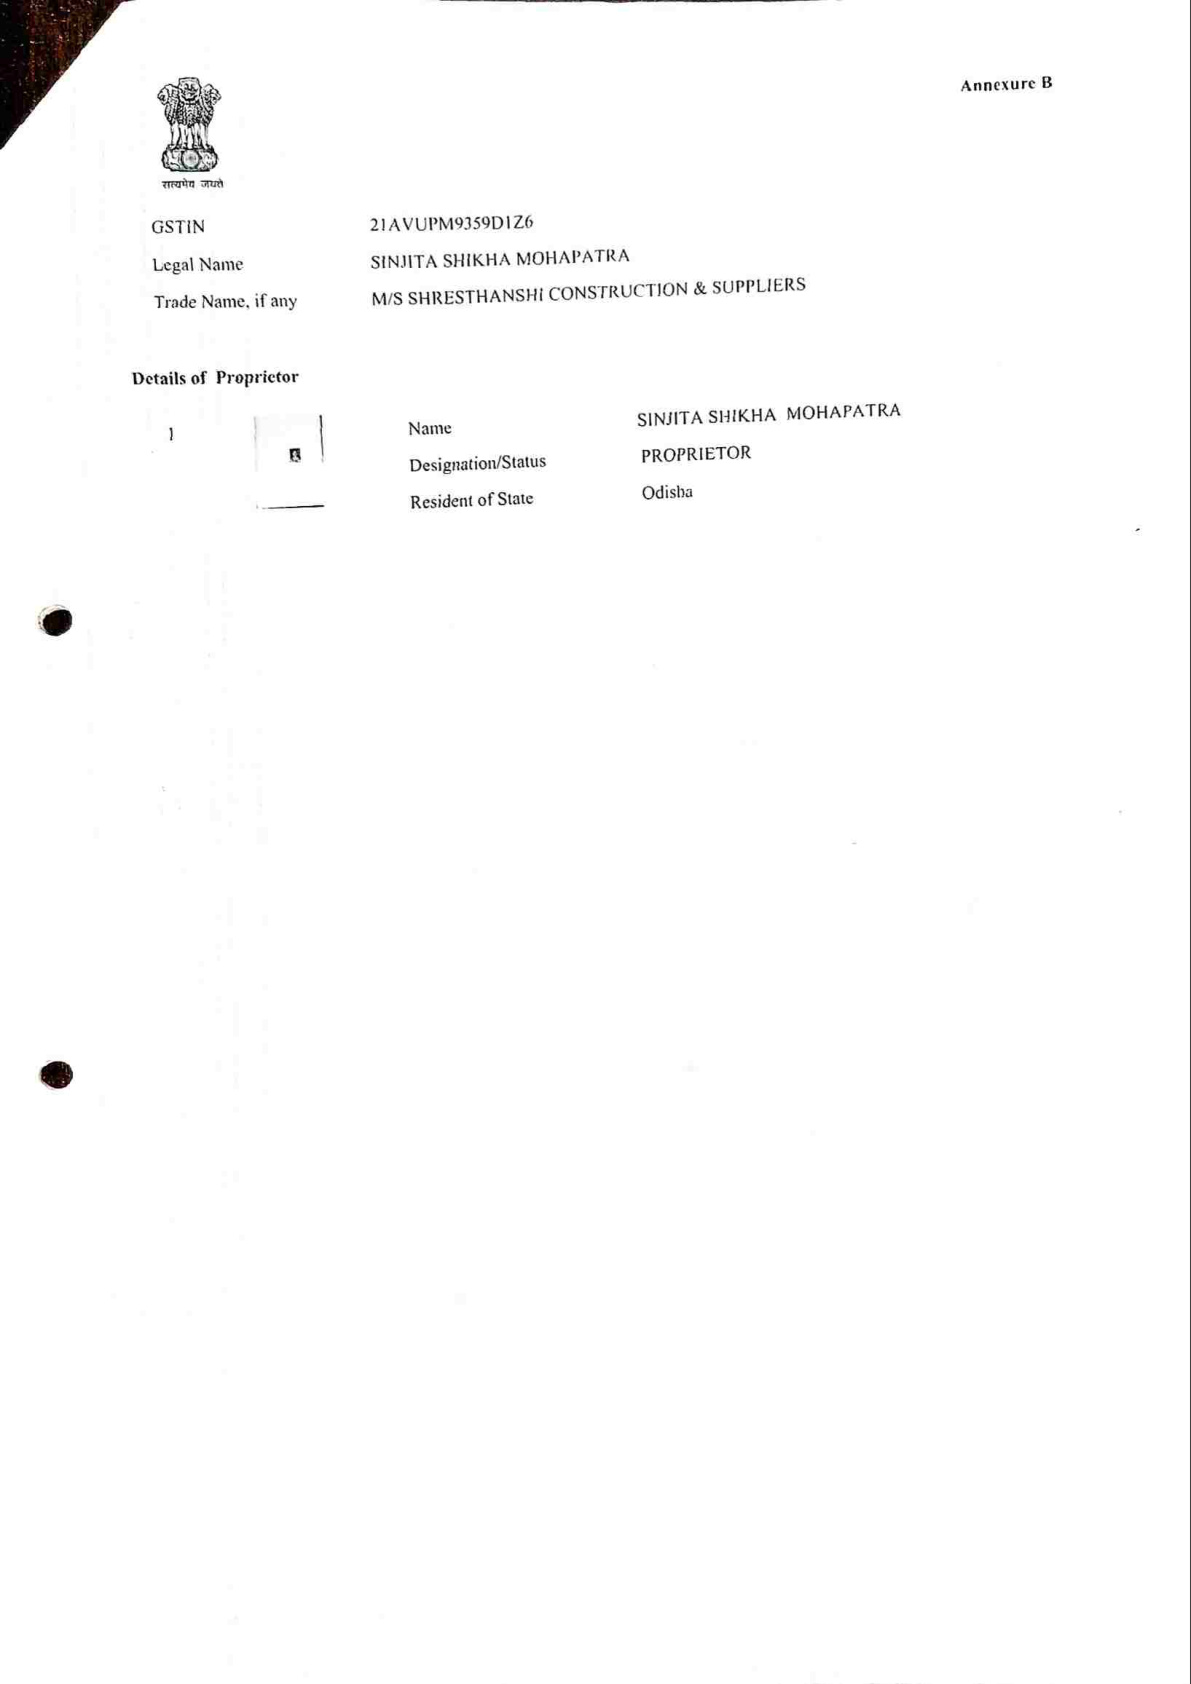 Annexure B
सत्यमेव जयते
GSTIN 21AVUPM9359D1Z6
Legal Name SINJITA SHIKHA MOHAPATRA
Trade Name, if any M/S SHRESTHANSHI CONSTRUCTION & SUPPLIERS
Details of Proprietor
1
Name SINJITA SHIKHA MOHAPATRA
Designation/Status PROPRIETOR
Resident of State Odisha